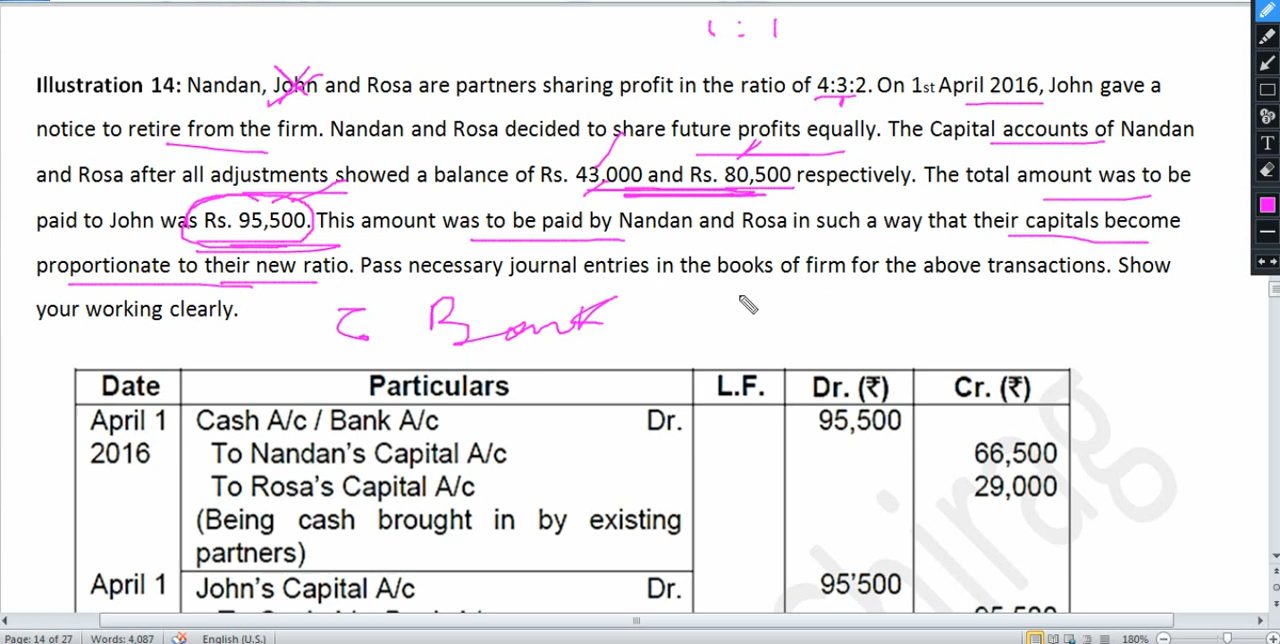 1 : 1
Illustration 14: Nandan, John and Rosa are partners sharing profit in the ratio of 4:3:2. On 1st April 2016, John gave a
notice to retire from the firm. Nandan and Rosa decided to share future profits equally. The Capital accounts of Nandan
and Rosa after all adjustments showed a balance of Rs. 43,000 and Rs. 80,500 respectively. The total amount was to be
paid to John was Rs. 95,500. This amount was to be paid by Nandan and Rosa in such a way that their capitals become
proportionate to their new ratio. Pass necessary journal entries in the books of firm for the above transactions. Show
your working clearly.
Bank
Date Particulars L.F. Dr. (₹) Cr. (₹)
April 1 Cash A/c / Bank A/c Dr. 95,500
2016 To Nandan's Capital A/c 66,500
To Rosa's Capital A/c 29,000
(Being cash brought in by existing
partners)
April 1 John's Capital A/c Dr. 95'500
Page: 14 of 27 Words: 4,087 English (U.S.) 180%